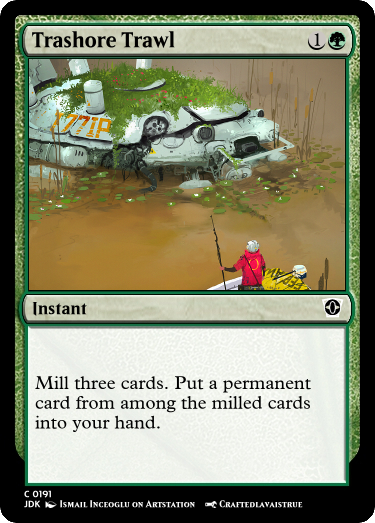 Trashore Trawl 1
177IA
Instant
Mill three cards. Put a permanent
card from among the milled cards
into your hand.
C 0191
JDK Ismail Inceoglu on Artstation Craftedlavaistrue